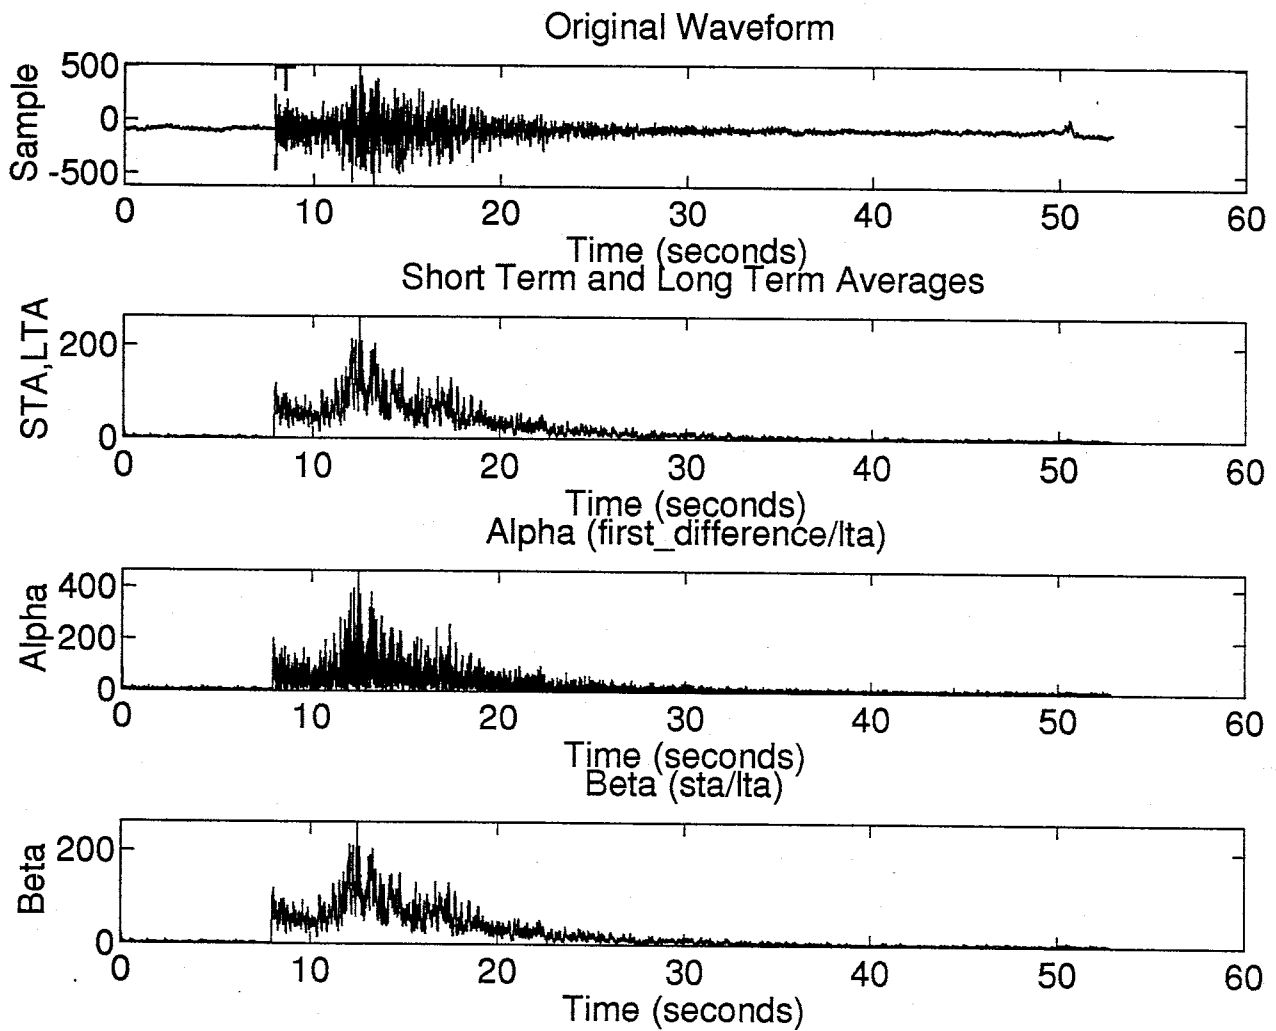 Original Waveform
500
0
-500
Sample
0 10 20 30 40 50 60
Time (seconds)
Short Term and Long Term Averages
200
0
STA,LTA
0 10 20 30 40 50 60
Time (seconds)
Alpha (first_difference/lta)
400
200
0
Alpha
0 10 20 30 40 50 60
Time (seconds)
Beta (sta/lta)
200
0
Beta
0 10 20 30 40 50 60
Time (seconds)